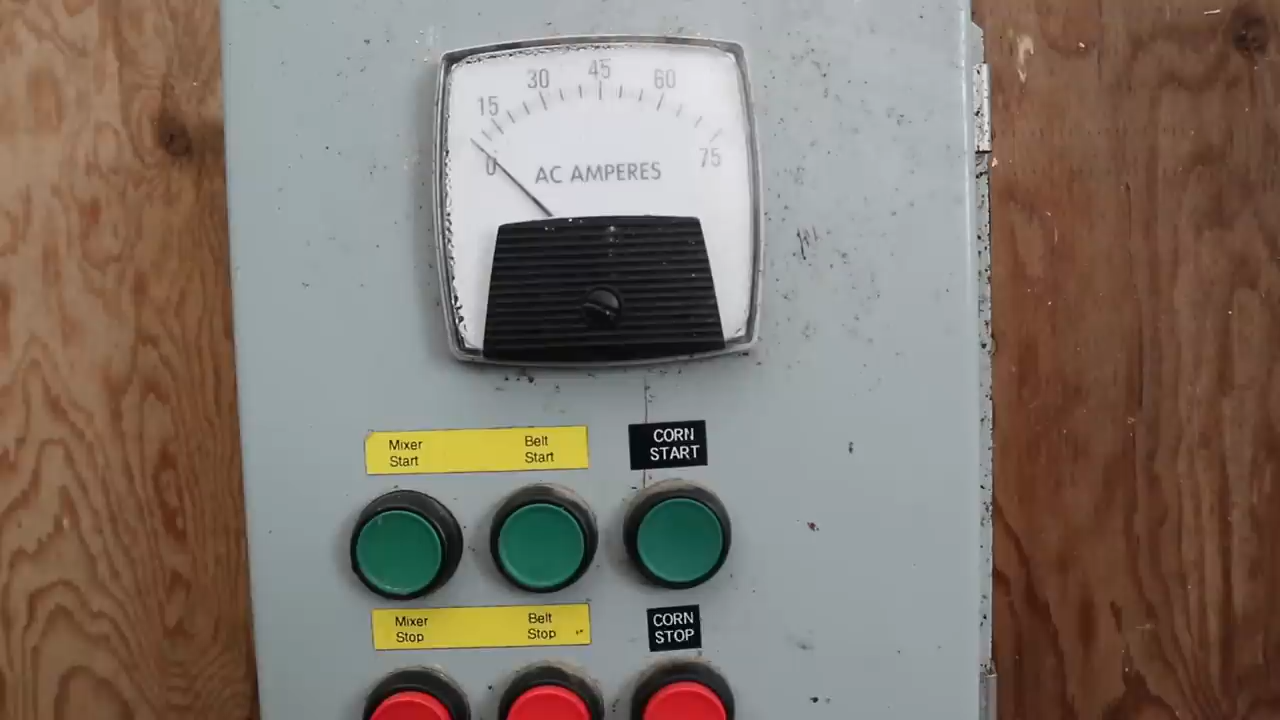 15 30 45 60
0 75
AC AMPERES
Mixer Belt
Start Start
CORN
START
Mixer Belt
Stop Stop
CORN
STOP